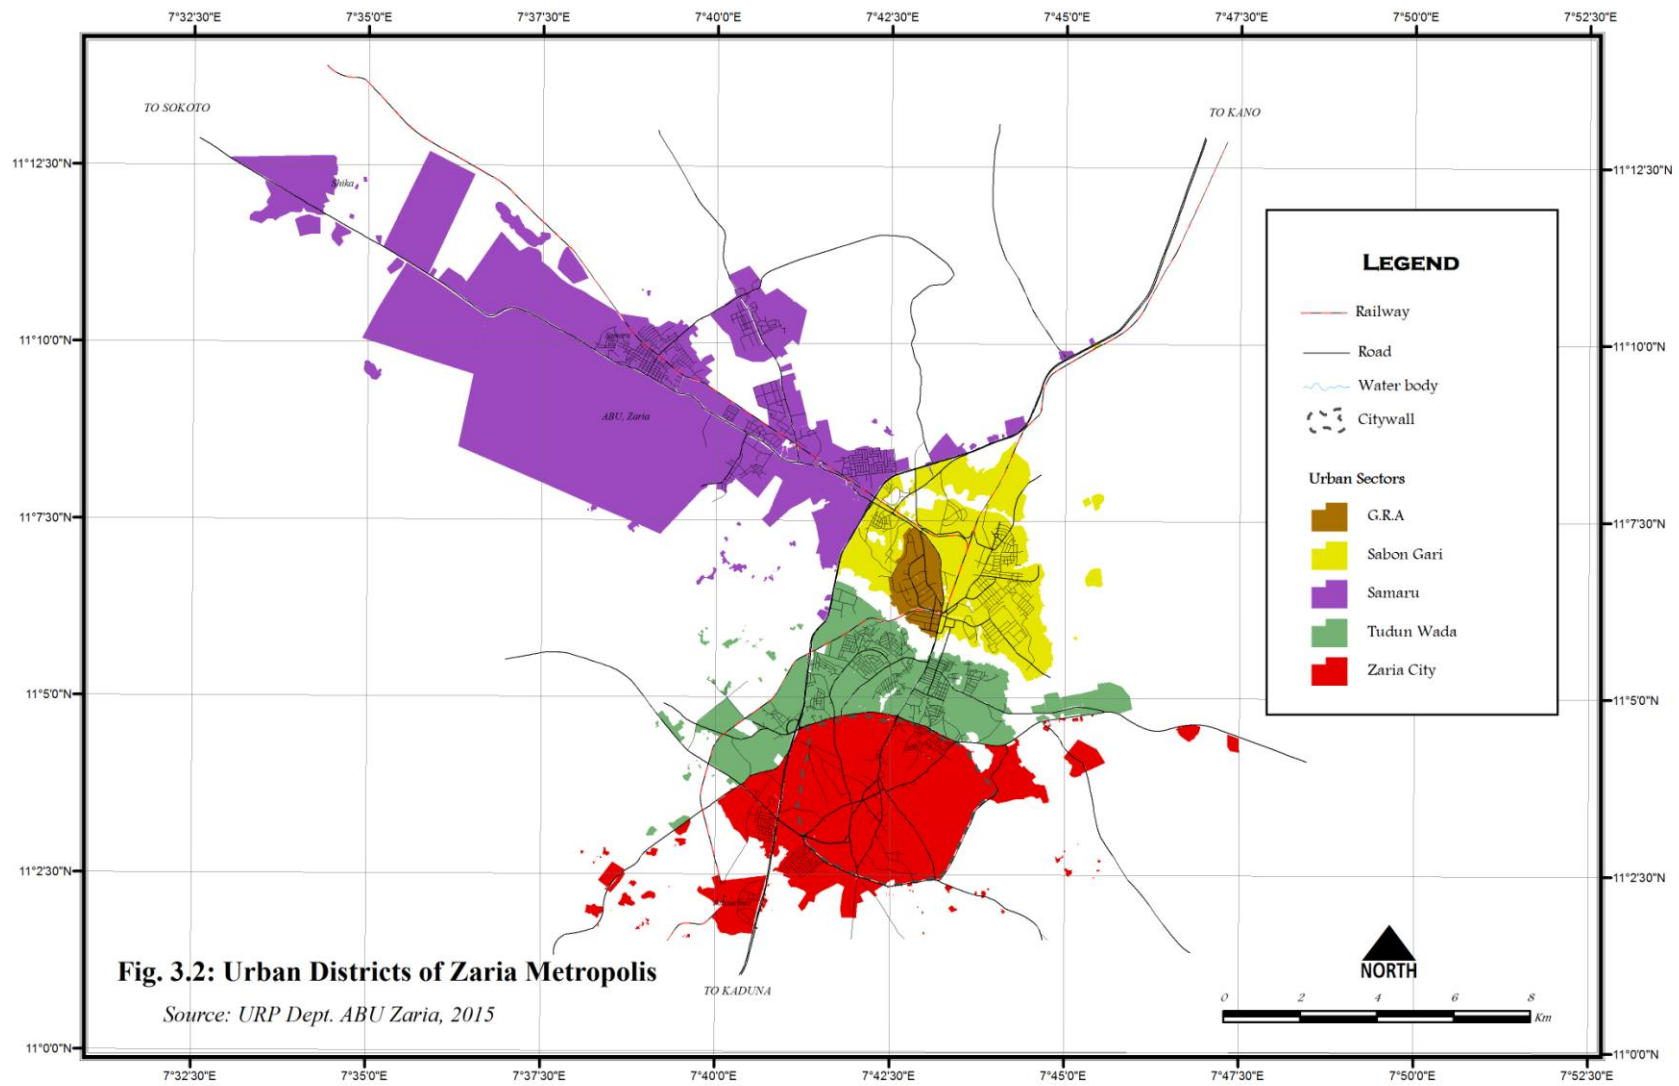 7°32'30"E 7°35'0"E 7°37'30"E 7°40'0"E 7°42'30"E 7°45'0"E 7°47'30"E 7°50'0"E 7°52'30"E
TO SOKOTO
TO KANO
11°12'30"N 11°12'30"N
Shika
LEGEND
Railway
11°10'0"N 11°10'0"N
Samaru
Road
Water body
ABU, Zaria
Citywall
Urban Sectors
G.R.A
11°7'30"N 11°7'30"N
Sabon Gari
Samaru
Tudun Wada
Zaria City
11°5'0"N 11°5'0"N
11°2'30"N 11°2'30"N
Fig. 3.2: Urban Districts of Zaria Metropolis
NORTH
TO KADUNA
0 2 4 6 8
Km
Source: URP Dept. ABU Zaria, 2015
11°0'0"N 11°0'0"N
7°32'30"E 7°35'0"E 7°37'30"E 7°40'0"E 7°42'30"E 7°45'0"E 7°47'30"E 7°50'0"E 7°52'30"E